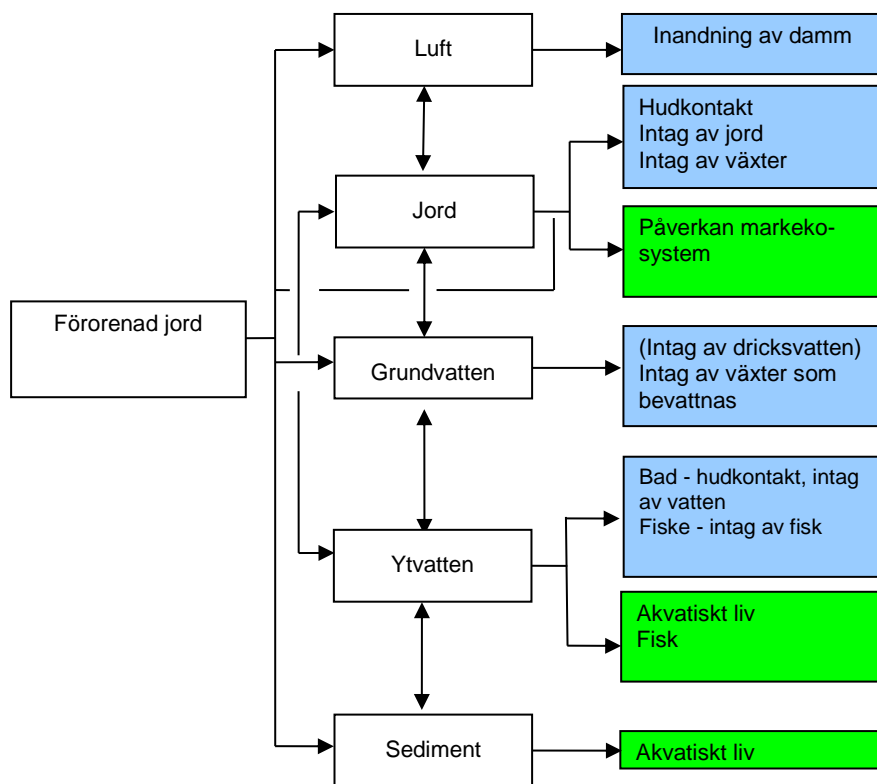 Luft
Inandning av damm
Hudkontakt
Intag av jord
Intag av växter
Jord
Påverkan markeko-
system
Förorenad jord
Grundvatten
(Intag av dricksvatten)
Intag av växter som
bevattnas
Bad - hudkontakt, intag
av vatten
Fiske - intag av fisk
Ytvatten
Akvatiskt liv
Fisk
Sediment
Akvatiskt liv